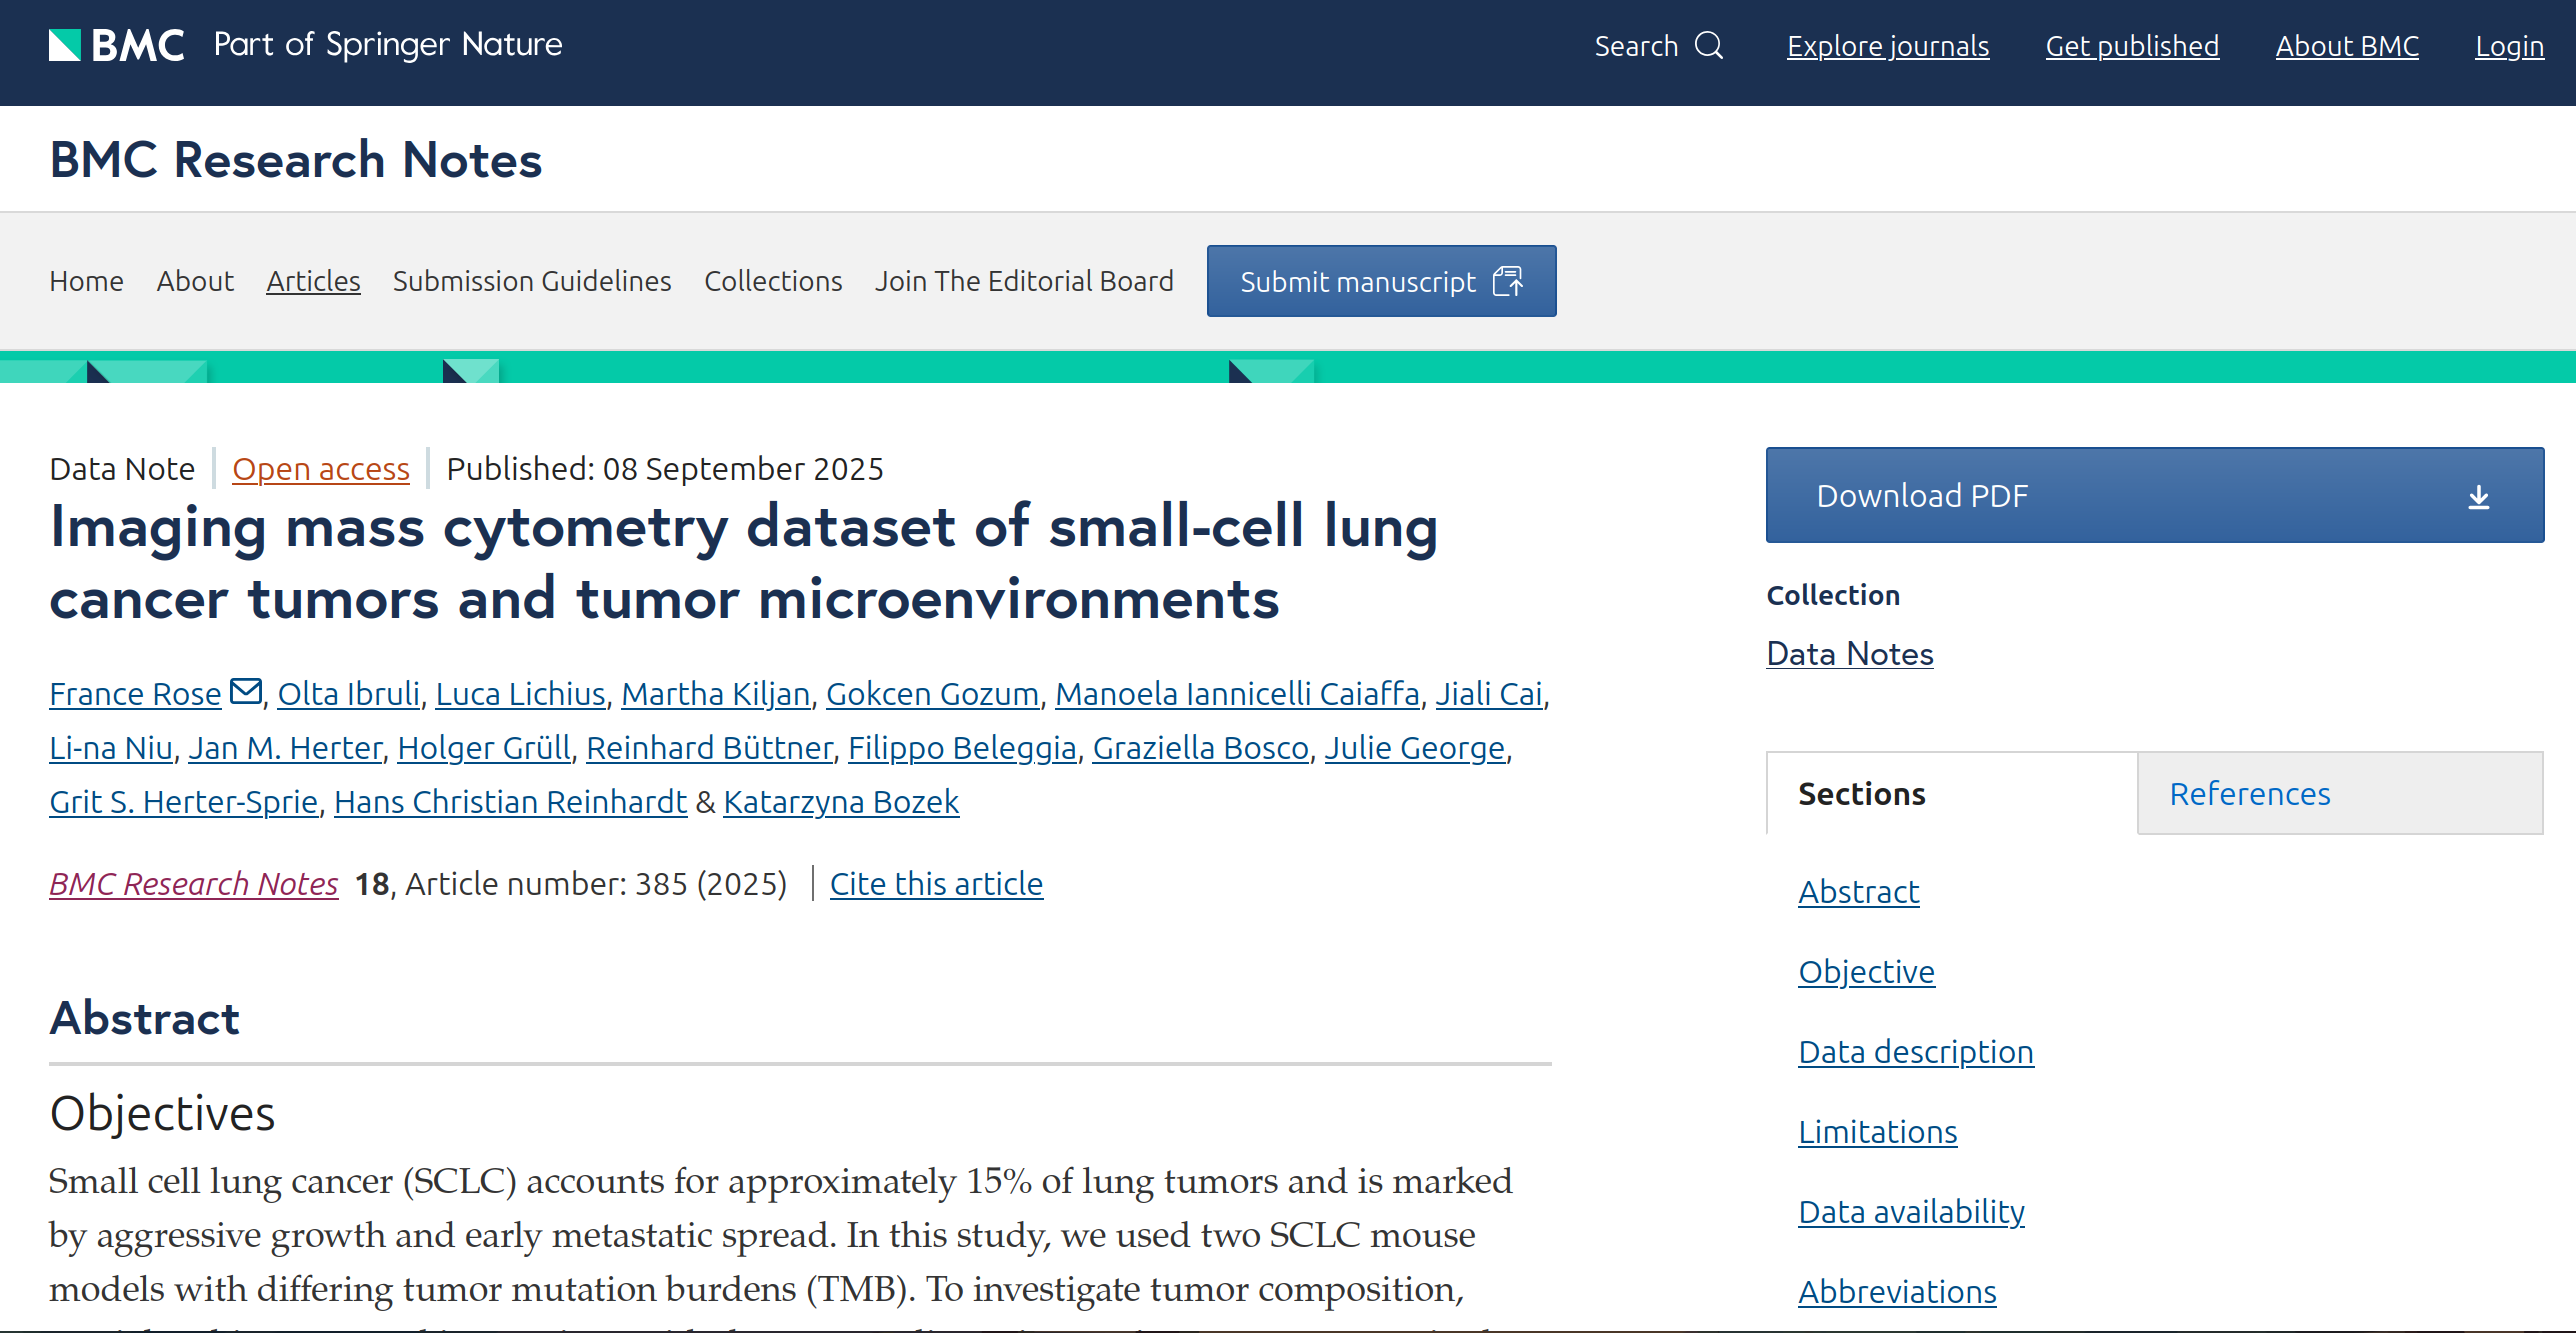 BMC Part of Springer Nature
Search Explore journals Get published About BMC Login
BMC Research Notes
Home About Articles Submission Guidelines Collections Join The Editorial Board Submit manuscript
Data Note Open access Published: 08 September 2025
Imaging mass cytometry dataset of small-cell lung
cancer tumors and tumor microenvironments
France Rose, Olta Ibruli, Luca Lichius, Martha Kiljan, Gokcen Gozum, Manoela Iannicelli Caiaffa, Jiali Cai,
Li-na Niu, Jan M. Herter, Holger Grüll, Reinhard Büttner, Filippo Beleggia, Graziella Bosco, Julie George,
Grit S. Herter-Sprie, Hans Christian Reinhardt & Katarzyna Bozek
BMC Research Notes 18, Article number: 385 (2025) Cite this article
Abstract
Objectives
Small cell lung cancer (SCLC) accounts for approximately 15% of lung tumors and is marked
by aggressive growth and early metastatic spread. In this study, we used two SCLC mouse
models with differing tumor mutation burdens (TMB). To investigate tumor composition,
Download PDF
Collection
Data Notes
Sections References
Abstract
Objective
Data description
Limitations
Data availability
Abbreviations